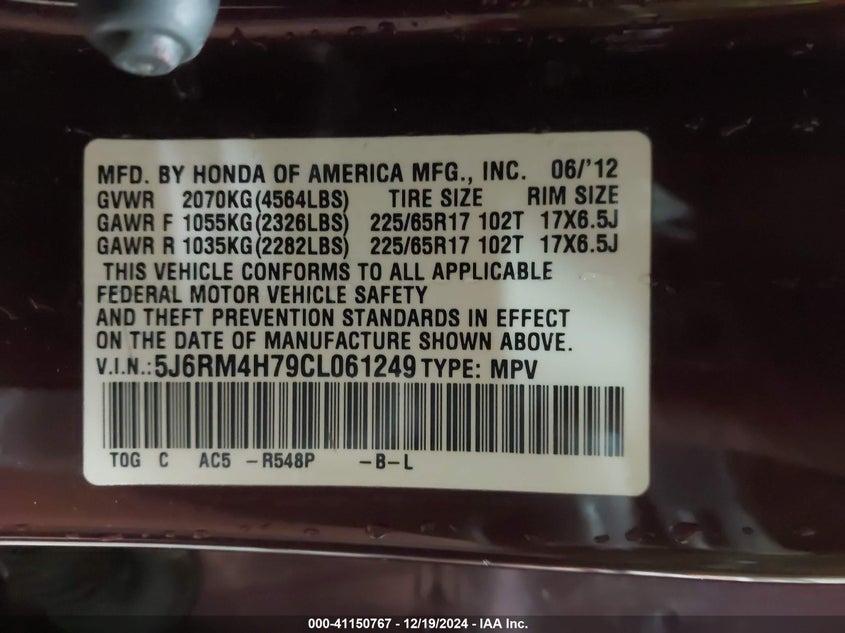 MFD. BY HONDA OF AMERICA MFG., INC. 06/'12
GVWR 2070KG(4564LBS) TIRE SIZE RIM SIZE
GAWR F 1055KG(2326LBS) 225/65R17 102T 17X6.5J
GAWR R 1035KG(2282LBS) 225/65R17 102T 17X6.5J
THIS VEHICLE CONFORMS TO ALL APPLICABLE
FEDERAL MOTOR VEHICLE SAFETY
AND THEFT PREVENTION STANDARDS IN EFFECT
ON THE DATE OF MANUFACTURE SHOWN ABOVE.
V.I.N.:5J6RM4H79CL061249 TYPE: MPV
TOG C AC5 -R548P -B-L
000-41150767 - 12/19/2024 - IAA Inc.